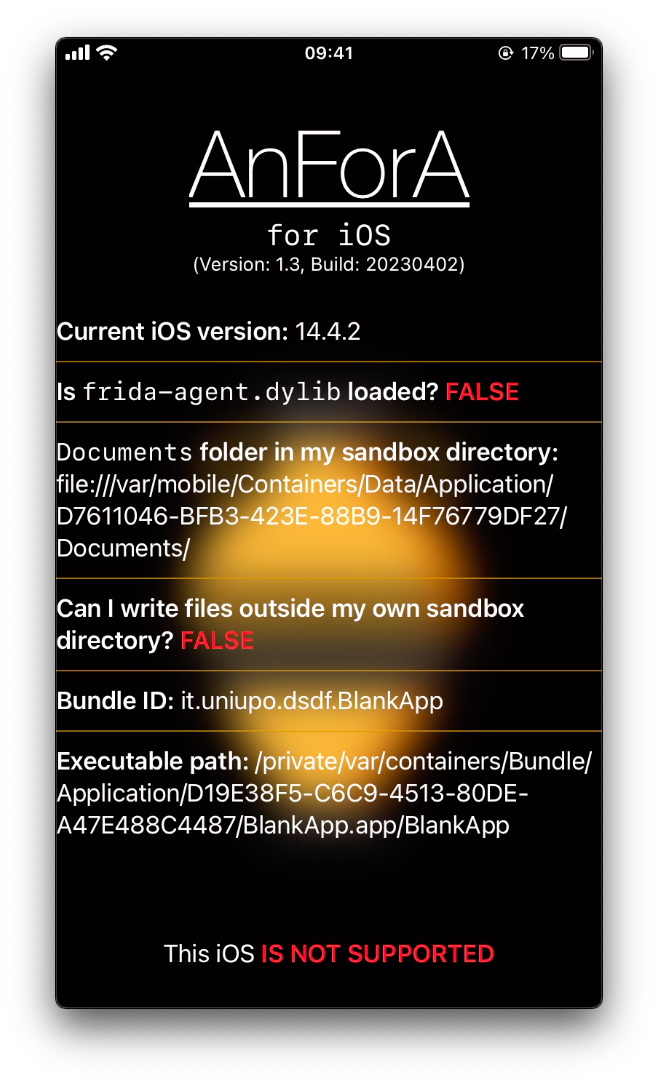 09:41
17%
AnForA
for iOS
(Version: 1.3, Build: 20230402)
Current iOS version: 14.4.2
Is frida-agent.dylib loaded? FALSE
Documents folder in my sandbox directory:
file:///var/mobile/Containers/Data/Application/
D7611046-BFB3-423E-88B9-14F76779DF27/
Documents/
Can I write files outside my own sandbox
directory? FALSE
Bundle ID: it.uniupo.dsdf.BlankApp
Executable path: /private/var/containers/Bundle/
Application/D19E38F5-C6C9-4513-80DE-
A47E488C4487/BlankApp.app/BlankApp
This iOS IS NOT SUPPORTED